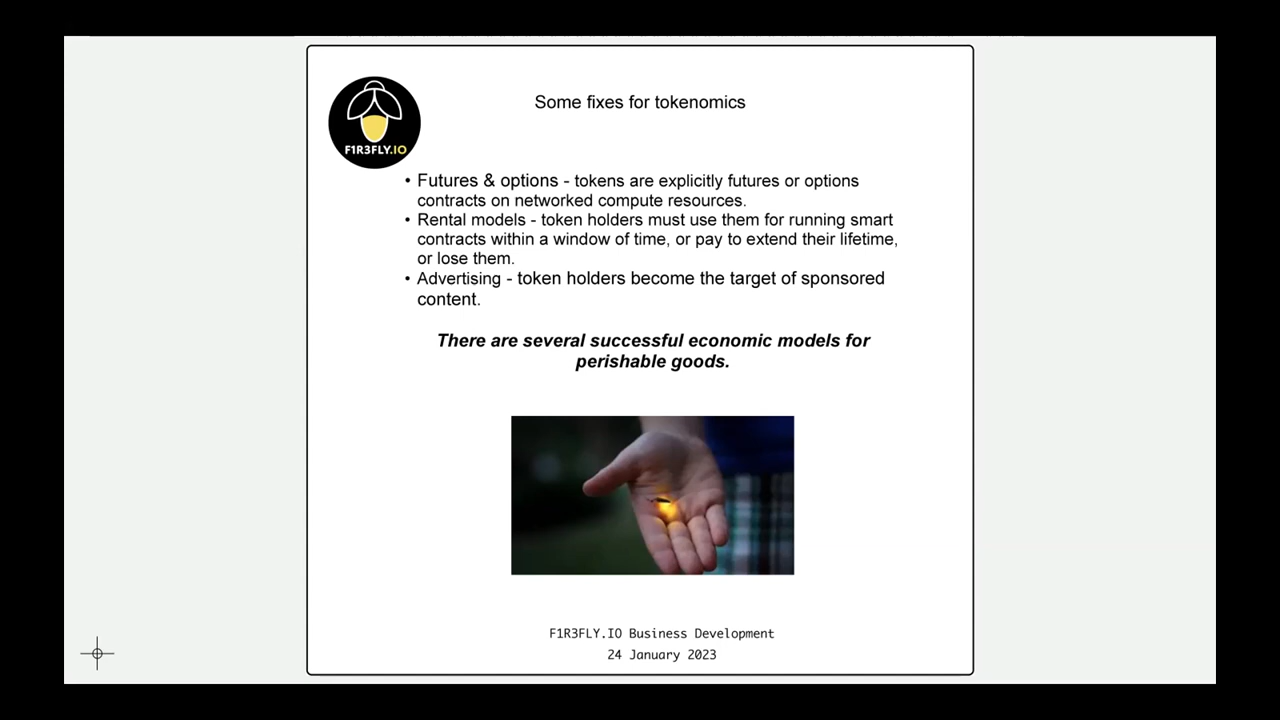 F1R3FLY.IO
Some fixes for tokenomics
• Futures & options - tokens are explicitly futures or options
contracts on networked compute resources.
• Rental models - token holders must use them for running smart
contracts within a window of time, or pay to extend their lifetime,
or lose them.
• Advertising - token holders become the target of sponsored
content.
There are several successful economic models for
perishable goods.
F1R3FLY.IO Business Development
24 January 2023